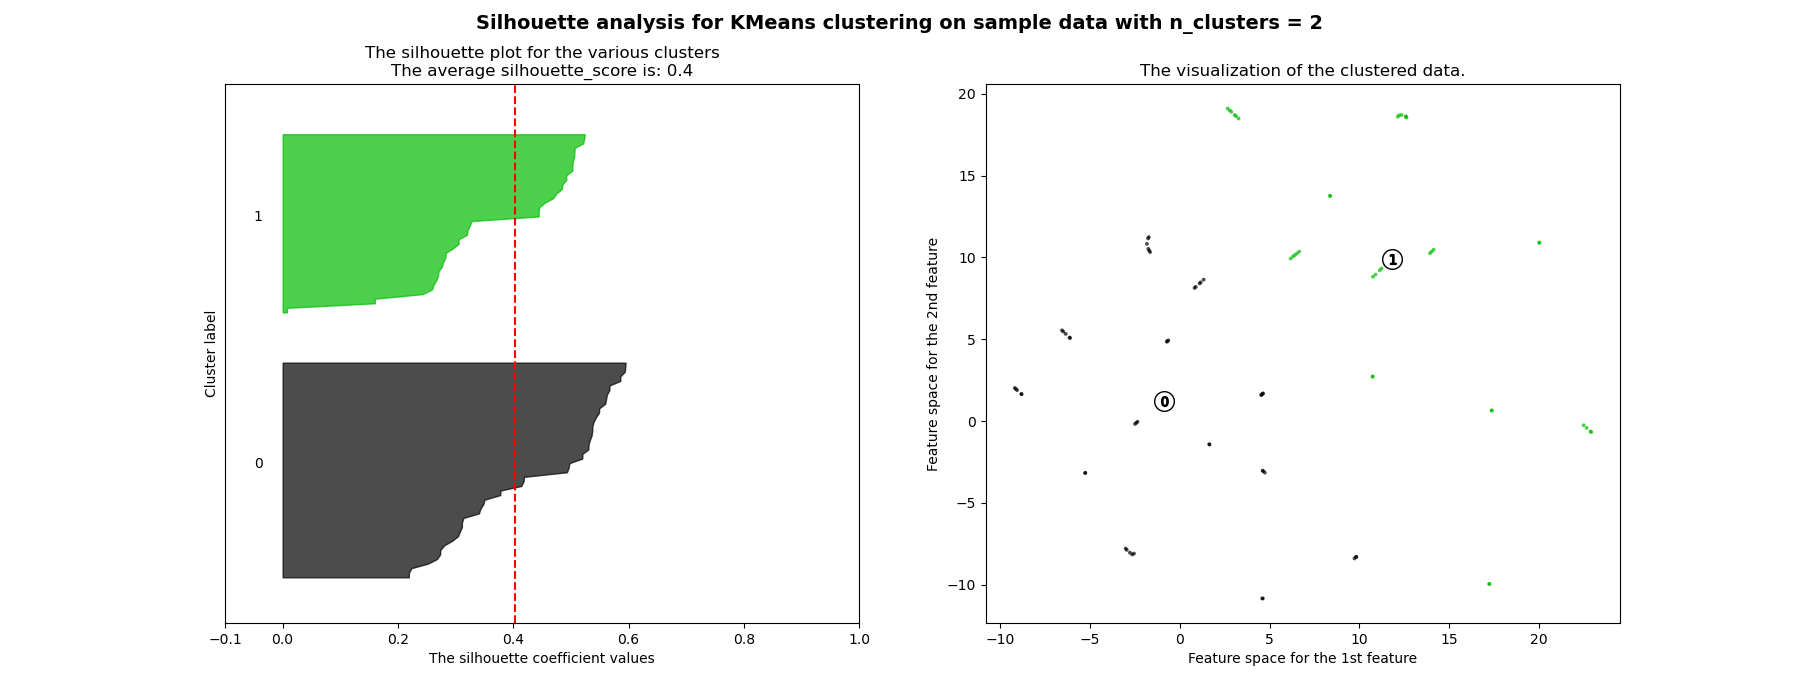 Silhouette analysis for KMeans clustering on sample data with n_clusters = 2
The silhouette plot for the various clusters
The average silhouette_score is: 0.4
1
0
Cluster label
−0.1 0.0 0.2 0.4 0.6 0.8 1.0
The silhouette coefficient values
The visualization of the clustered data.
20
15
10
5
0
−5
−10
Feature space for the 2nd feature
1
0
−10 −5 0 5 10 15 20
Feature space for the 1st feature